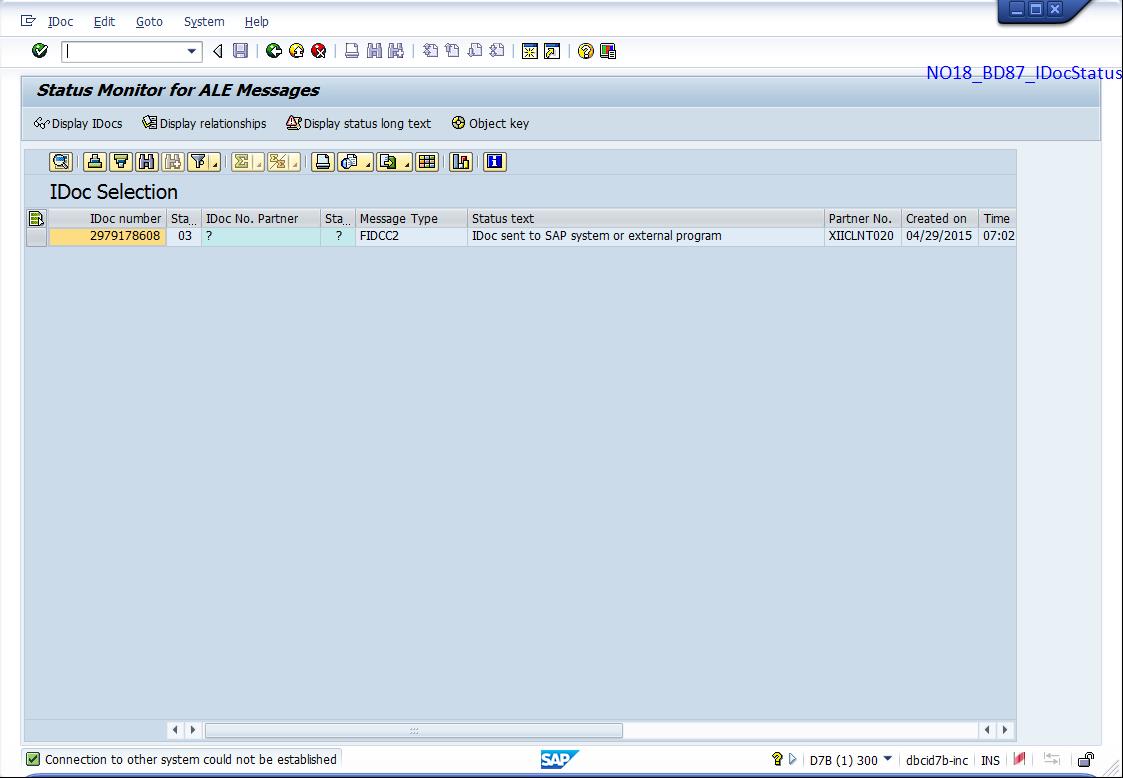 IDoc Edit Goto System Help
NO18_BD87_IDocStatus
Status Monitor for ALE Messages
Display IDocs Display relationships Display status long text Object key
IDoc Selection
IDoc number Sta... IDoc No. Partner Sta... Message Type Status text Partner No. Created on Time
2979178608 03 ? ? FIDCC2 IDoc sent to SAP system or external program XIICLNT020 04/29/2015 07:02
Connection to other system could not be established SAP D7B (1) 300 dbcid7b-inc INS